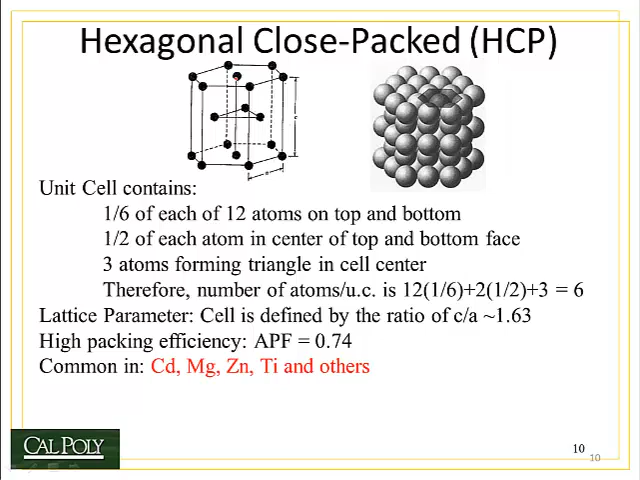 Hexagonal Close-Packed (HCP)
Unit Cell contains:
1/6 of each of 12 atoms on top and bottom
1/2 of each atom in center of top and bottom face
3 atoms forming triangle in cell center
Therefore, number of atoms/u.c. is 12(1/6)+2(1/2)+3 = 6
Lattice Parameter: Cell is defined by the ratio of c/a ~1.63
High packing efficiency: APF = 0.74
Common in: Cd, Mg, Zn, Ti and others
CAL POLY
10
10